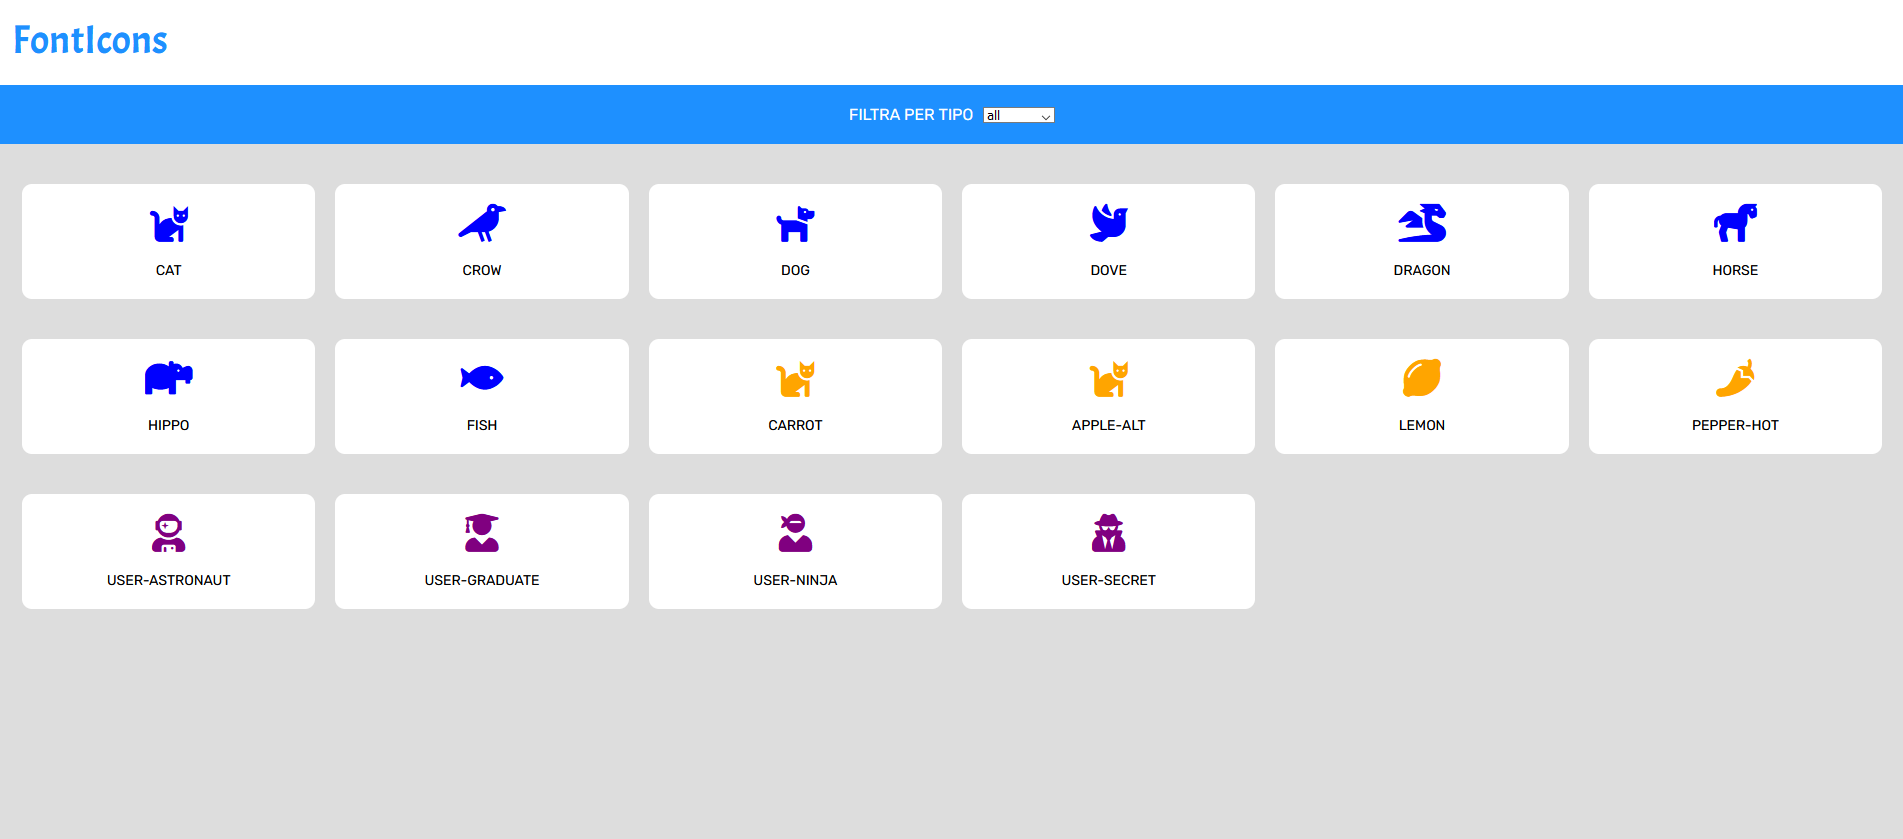 FontIcons
FILTRA PER TIPO all
CAT CROW DOG DOVE DRAGON HORSE
HIPPO FISH CARROT APPLE-ALT LEMON PEPPER-HOT
USER-ASTRONAUT USER-GRADUATE USER-NINJA USER-SECRET